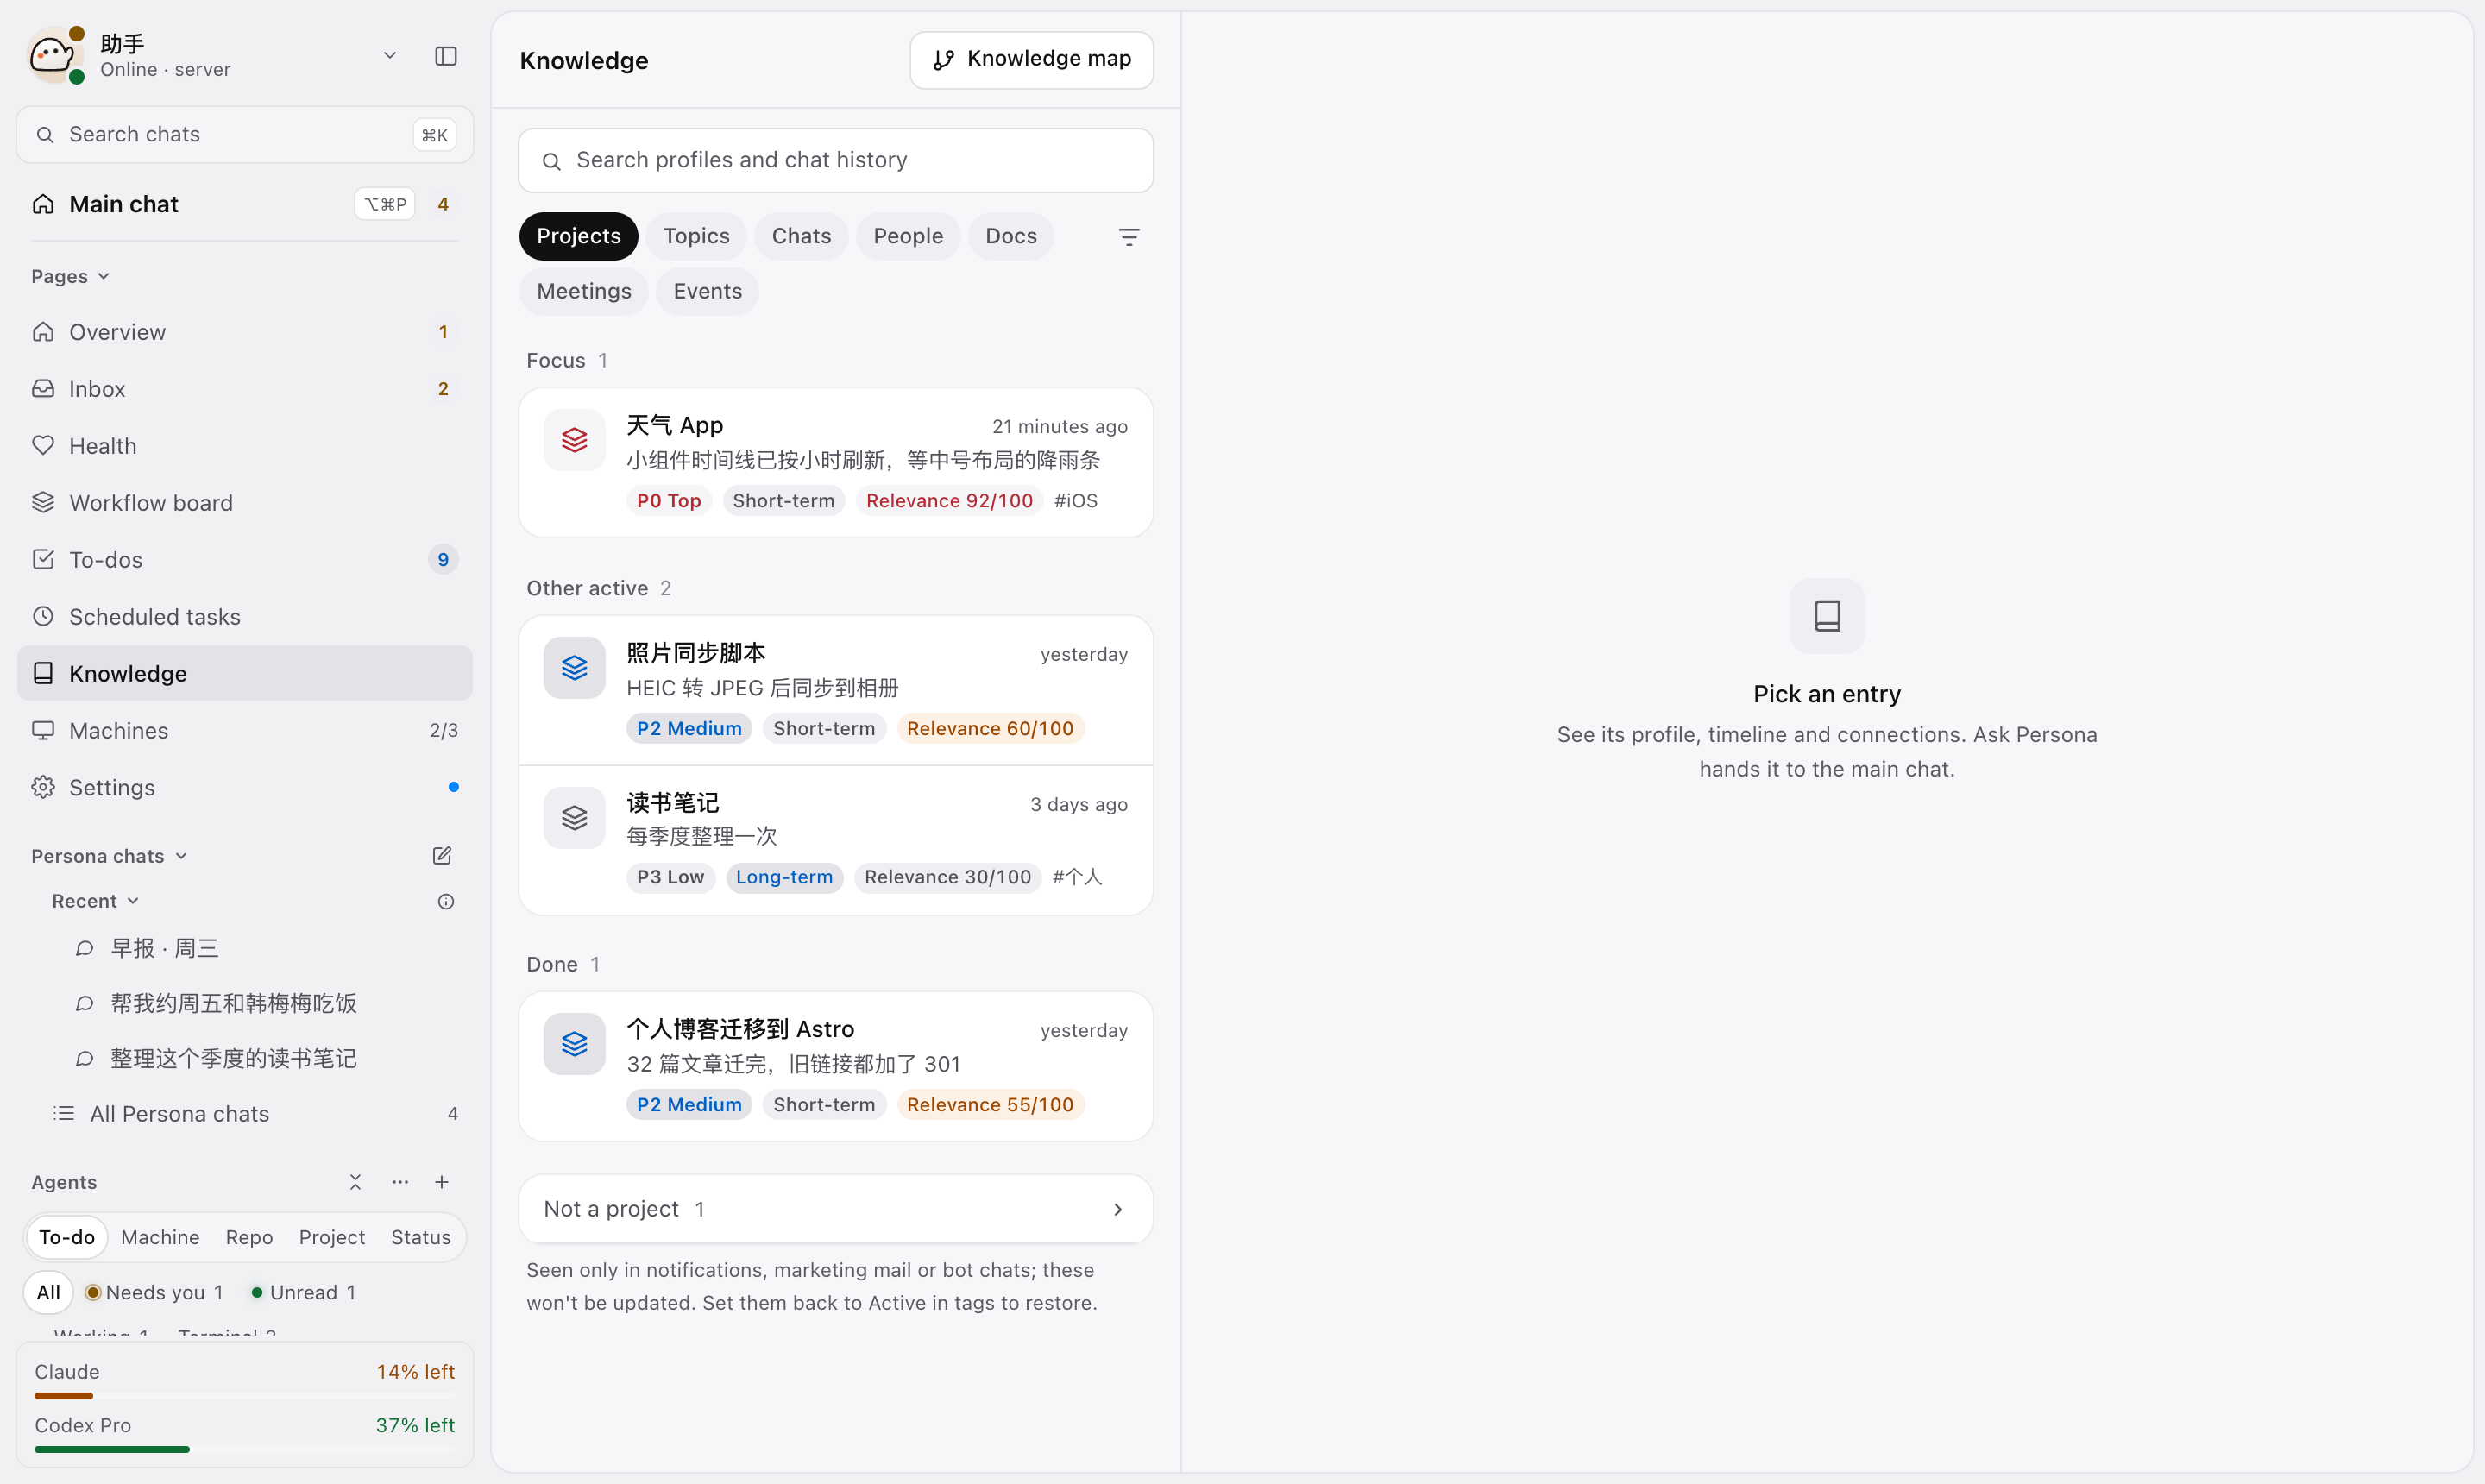 助手
Online · server
Search chats
⌘K
Main chat
⌥⌘P
4
Pages
Overview
1
Inbox
2
Health
Workflow board
To-dos
9
Scheduled tasks
Knowledge
Machines
2/3
Settings
Persona chats
Recent
早报 · 周三
帮我约周五和韩梅梅吃饭
整理这个季度的读书笔记
All Persona chats
4
Agents
To-do Machine Repo Project Status
All Needs you 1 Unread 1
Working 1 Terminal 2
Claude 14% left
Codex Pro 37% left
Knowledge
Knowledge map
Search profiles and chat history
Projects Topics Chats People Docs
Meetings Events
Focus 1
天气 App
21 minutes ago
小组件时间线已按小时刷新，等中号布局的降雨条
P0 Top Short-term Relevance 92/100 #iOS
Other active 2
照片同步脚本
yesterday
HEIC 转 JPEG 后同步到相册
P2 Medium Short-term Relevance 60/100
读书笔记
3 days ago
每季度整理一次
P3 Low Long-term Relevance 30/100 #个人
Done 1
个人博客迁移到 Astro
yesterday
32 篇文章迁完，旧链接都加了 301
P2 Medium Short-term Relevance 55/100
Not a project 1
Seen only in notifications, marketing mail or bot chats; these
won't be updated. Set them back to Active in tags to restore.
Pick an entry
See its profile, timeline and connections. Ask Persona
hands it to the main chat.